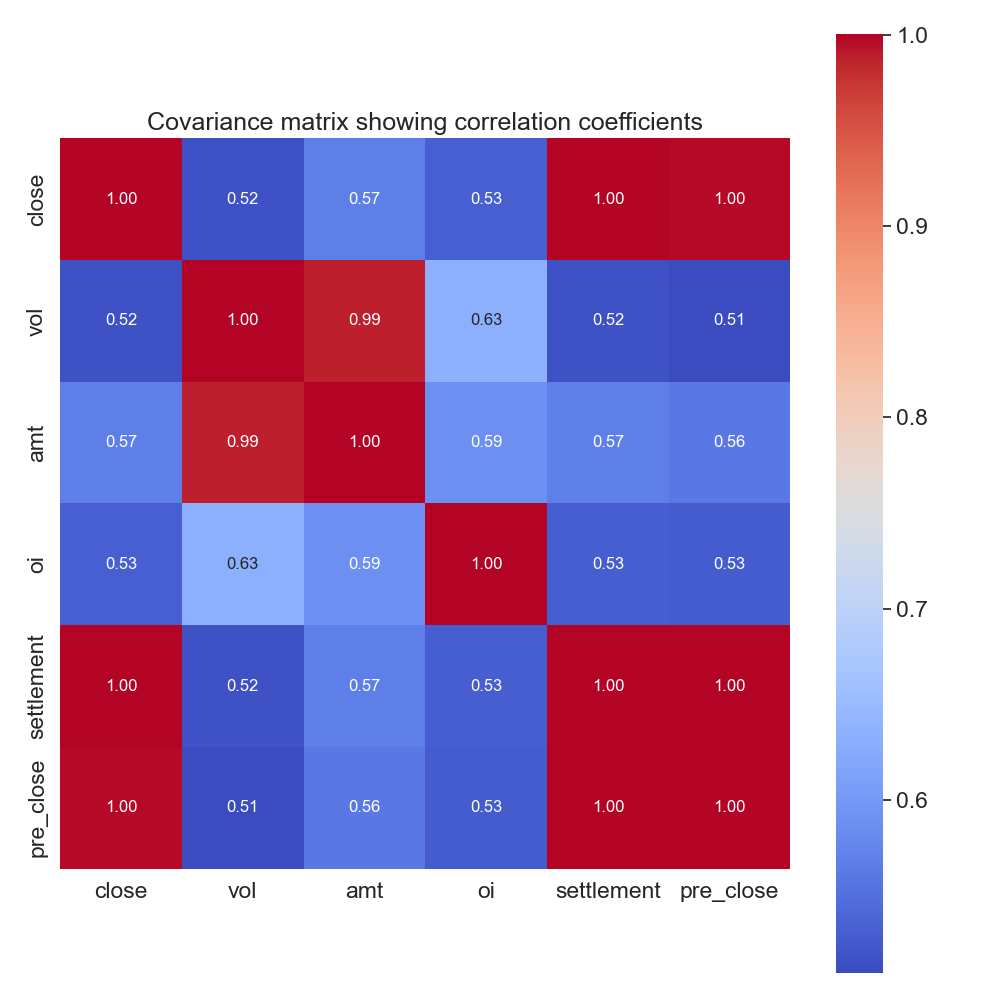 Covariance matrix showing correlation coefficients
close 1.00 0.52 0.57 0.53 1.00 1.00
vol 0.52 1.00 0.99 0.63 0.52 0.51
amt 0.57 0.99 1.00 0.59 0.57 0.56
oi 0.53 0.63 0.59 1.00 0.53 0.53
settlement 1.00 0.52 0.57 0.53 1.00 1.00
pre_close 1.00 0.51 0.56 0.53 1.00 1.00
close vol amt oi settlement pre_close
1.0
0.9
0.8
0.7
0.6